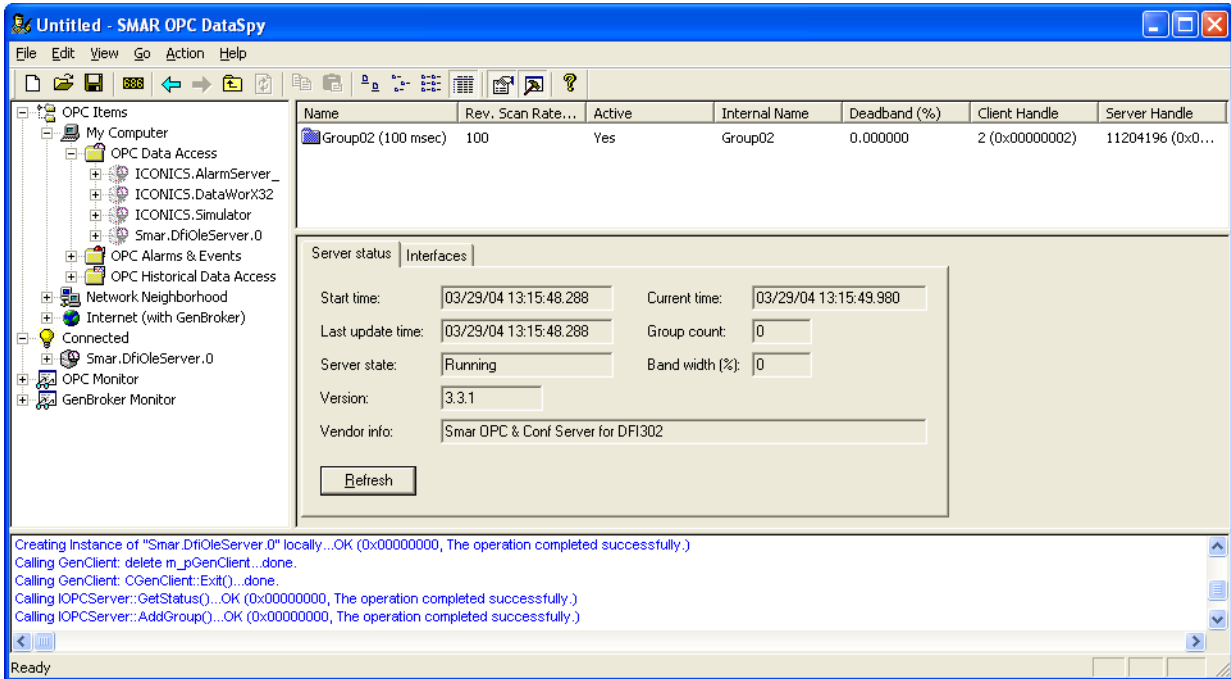 Untitled - SMAR OPC DataSpy
File Edit View Go Action Help
OPC Items
My Computer
OPC Data Access
ICONICS.AlarmServer_
ICONICS.DataWorX32
ICONICS.Simulator
Smar.DfiOleServer.0
OPC Alarms & Events
OPC Historical Data Access
Network Neighborhood
Internet (with GenBroker)
Connected
Smar.DfiOleServer.0
OPC Monitor
GenBroker Monitor
Name Rev. Scan Rate... Active Internal Name Deadband (%) Client Handle Server Handle
Group02 (100 msec) 100 Yes Group02 0.000000 2 (0x00000002) 11204196 (0x0...
Server status Interfaces
Start time: 03/29/04 13:15:48.288 Current time: 03/29/04 13:15:49.980
Last update time: 03/29/04 13:15:48.288 Group count: 0
Server state: Running Band width (%): 0
Version: 3.3.1
Vendor info: Smar OPC & Conf Server for DFI302
Refresh
Creating Instance of "Smar.DfiOleServer.0" locally...OK (0x00000000, The operation completed successfully.)
Calling GenClient: delete m_pGenClient...done.
Calling GenClient: CGenClient::Exit()...done.
Calling IOPCServer::GetStatus()...OK (0x00000000, The operation completed successfully.)
Calling IOPCServer::AddGroup()...OK (0x00000000, The operation completed successfully.)
Ready